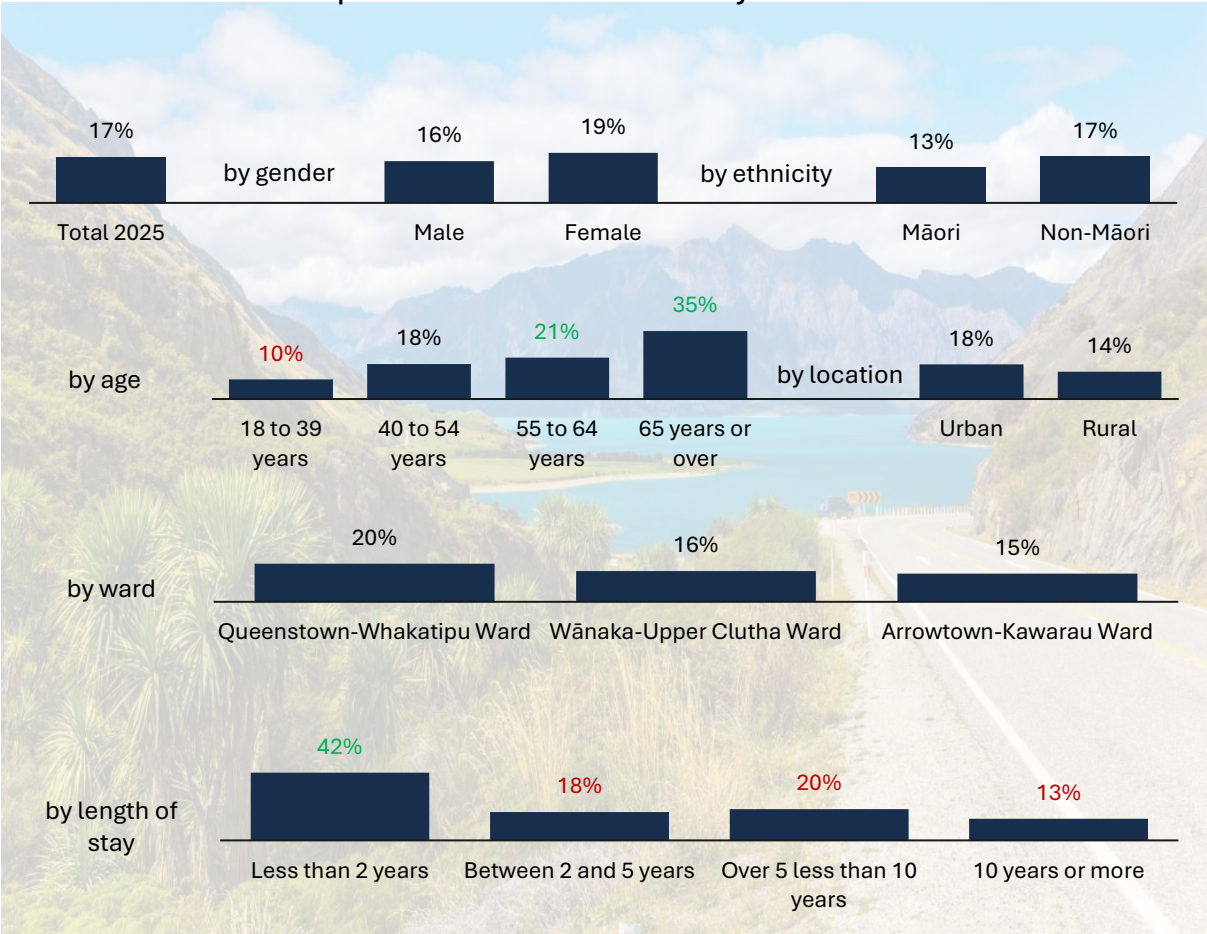 17%
16%
19%
13%
17%
by gender
by ethnicity
Total 2025
Male
Female
Māori
Non-Māori
10%
18%
21%
35%
18%
14%
by age
by location
18 to 39
years
40 to 54
years
55 to 64
years
65 years or
over
Urban
Rural
20%
16%
15%
by ward
Queenstown-Whakatipu Ward
Wānaka-Upper Clutha Ward
Arrowtown-Kawarau Ward
42%
18%
20%
13%
by length of
stay
Less than 2 years
Between 2 and 5 years
Over 5 less than 10
years
10 years or more